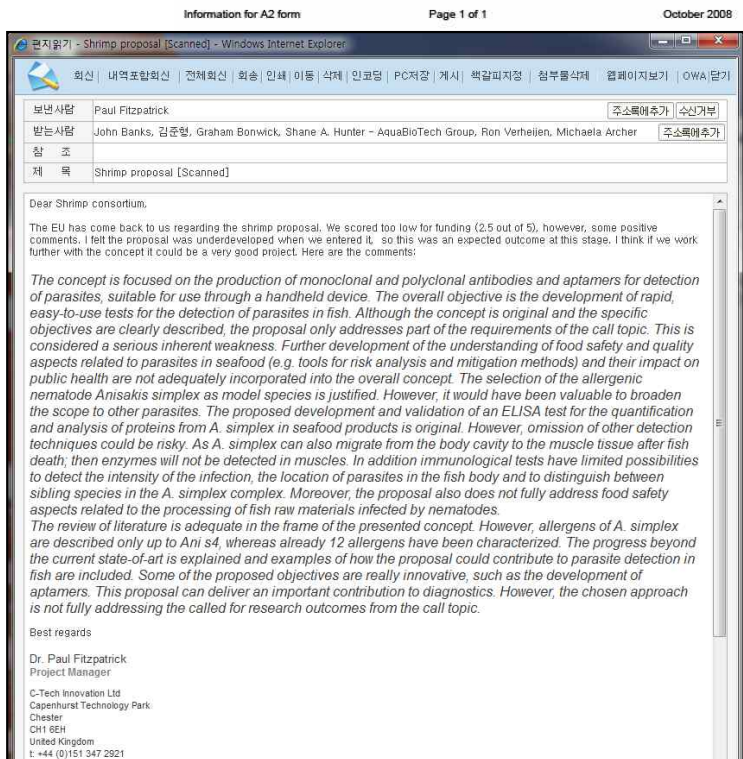 Information for A2 form Page 1 of 1 October 2008
편지읽기 - Shrimp proposal [Scanned] - Windows Internet Explorer
회신 | 내역포함회신 | 전체회신 | 회송 | 인쇄 | 이동 | 삭제 | 인코딩 | PC저장 | 게시 | 책갈피지정 | 첨부물삭제 웹페이지보기 | OWA | 닫기
보낸사람 Paul Fitzpatrick 주소록에추가 수신거부
받는사람 John Banks, 김준형, Graham Bonwick, Shane A. Hunter - AquaBioTech Group, Ron Verheijen, Michaela Archer 주소록에추가
참 조
제 목 Shrimp proposal [Scanned]
Dear Shrimp consortium,
The EU has come back to us regarding the shrimp proposal. We scored too low for funding (2.5 out of 5), however, some positive
comments. I felt the proposal was underdeveloped when we entered it, so this was an expected outcome at this stage. I think if we work
further with the concept it could be a very good project. Here are the comments:
The concept is focused on the production of monoclonal and polyclonal antibodies and aptamers for detection
of parasites, suitable for use through a handheld device. The overall objective is the development of rapid,
easy-to-use tests for the detection of parasites in fish. Although the concept is original and the specific
objectives are clearly described, the proposal only addresses part of the requirements of the call topic. This is
considered a serious inherent weakness. Further development of the understanding of food safety and quality
aspects related to parasites in seafood (e.g. tools for risk analysis and mitigation methods) and their impact on
public health are not adequately incorporated into the overall concept. The selection of the allergenic
nematode Anisakis simplex as model species is justified. However, it would have been valuable to broaden
the scope to other parasites. The proposed development and validation of an ELISA test for the quantification
and analysis of proteins from A. simplex in seafood products is original. However, omission of other detection
techniques could be risky. As A. simplex can also migrate from the body cavity to the muscle tissue after fish
death; then enzymes will not be detected in muscles. In addition immunological tests have limited possibilities
to detect the intensity of the infection, the location of parasites in the fish body and to distinguish between
sibling species in the A. simplex complex. Moreover, the proposal also does not fully address food safety
aspects related to the processing of fish raw materials infected by nematodes.
The review of literature is adequate in the frame of the presented concept. However, allergens of A. simplex
are described only up to Ani s4, whereas already 12 allergens have been characterized. The progress beyond
the current state-of-art is explained and examples of how the proposal could contribute to parasite detection in
fish are included. Some of the proposed objectives are really innovative, such as the development of
aptamers. This proposal can deliver an important contribution to diagnostics. However, the chosen approach
is not fully addressing the called for research outcomes from the call topic.
Best regards
Dr. Paul Fitzpatrick
Project Manager
C-Tech Innovation Ltd
Capenhurst Technology Park
Chester
CH1 6EH
United Kingdom
t: +44 (0)151 347 2921